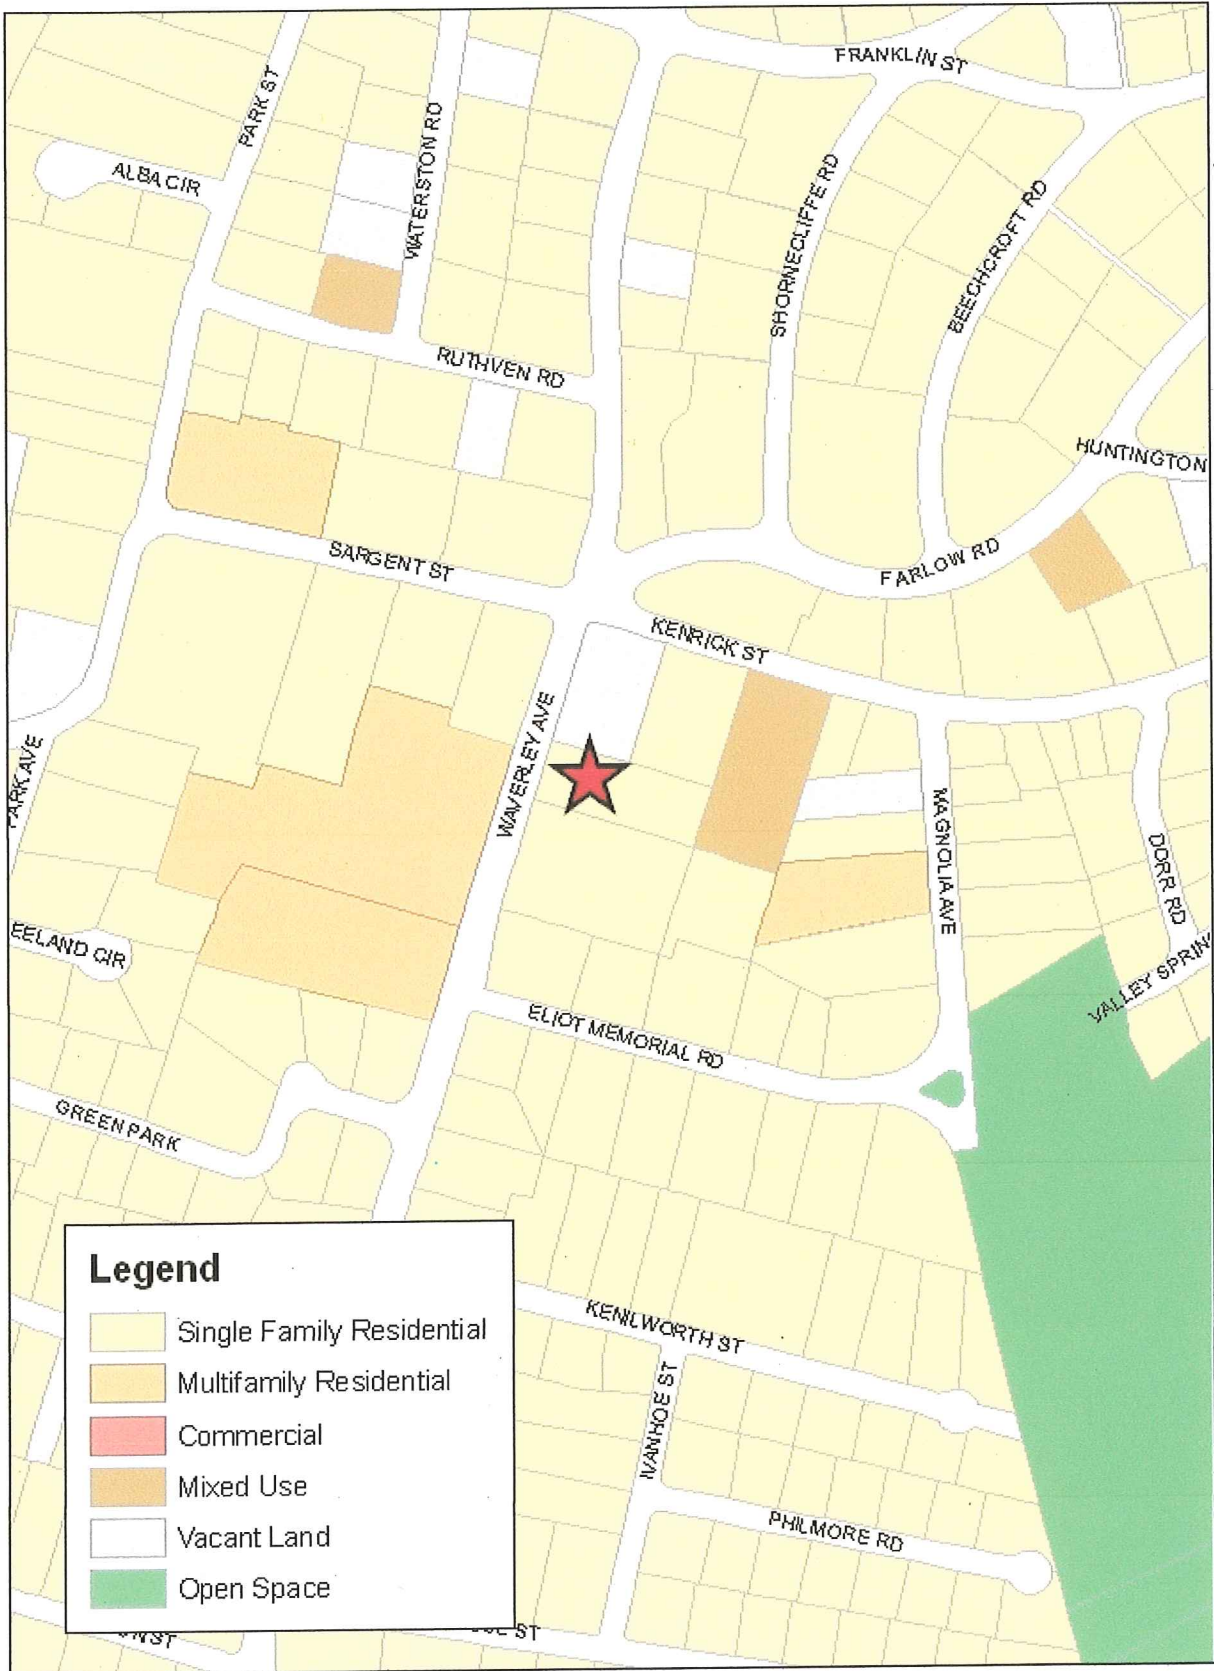 FRANKLIN ST
PARK ST
WATERSTON RD
ALBA CIR
SHORNECLIFFE RD
BEECHCROFT RD
RUTHVEN RD
HUNTINGTON
SARGENT ST
FARLOW RD
KENRICK ST
WAVERLEY AVE
PARK AVE
MAGNOLIA AVE
DORR RD
EELAND CIR
VALLEY SPRIN
ELIOT MEMORIAL RD
GREEN PARK
Legend
Single Family Residential
Multifamily Residential
Commercial
Mixed Use
Vacant Land
Open Space
KENILWORTH ST
IVANHOE ST
PHILMORE RD
ST
ST